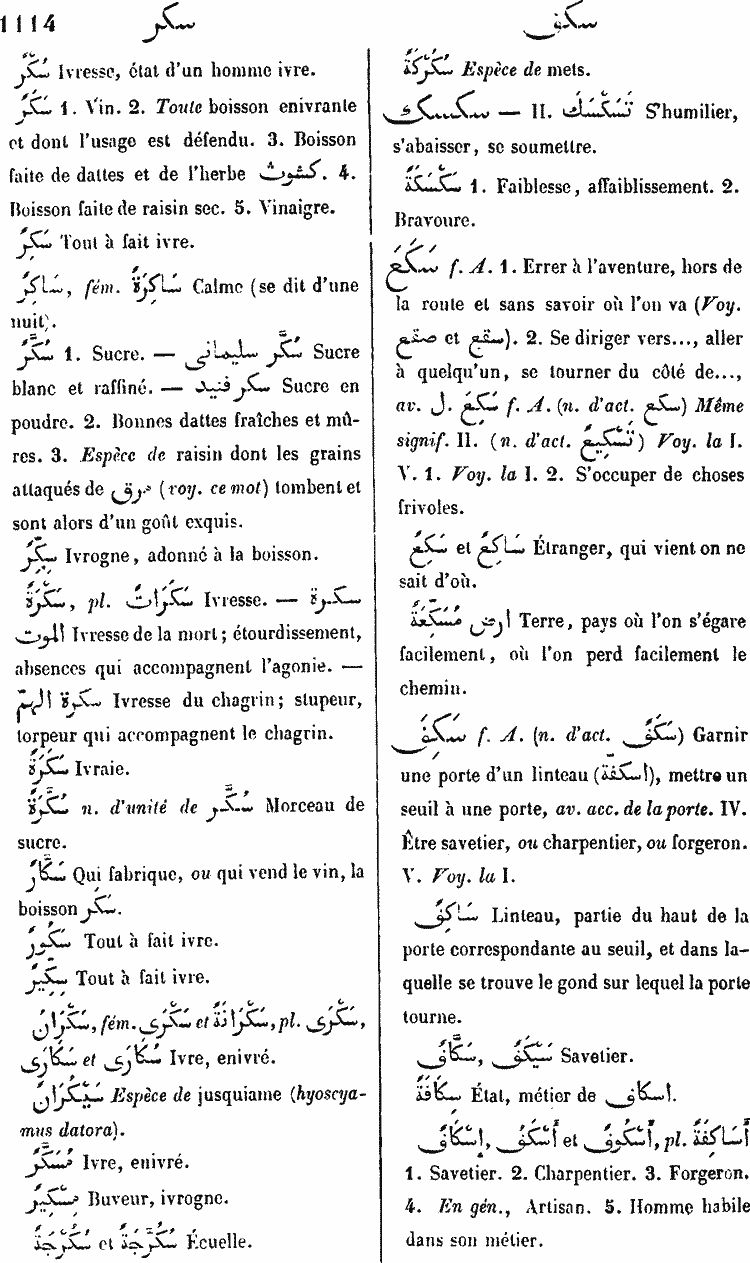 1114 سكر سكف
سُكْرٌ Ivresse, état d'un homme ivre.
سَكَرٌ 1. Vin. 2. Toute boisson enivrante
et dont l'usage est défendu. 3. Boisson
faite de dattes et de l'herbe كشوث. 4.
Boisson faite de raisin sec. 5. Vinaigre.
سَكِرٌ Tout à fait ivre.
سَاكِرٌ, fém. سَاكِرَةٌ Calme (se dit d'une
nuit).
سُكَّرٌ 1. Sucre. — سُكَّر سليمانى Sucre
blanc et raffiné. — سكر فنيد Sucre en
poudre. 2. Bonnes dattes fraîches et mû-
res. 3. Espèce de raisin dont les grains
attaqués de مرق (voy. ce mot) tombent et
sont alors d'un goût exquis.
سِكِّرٌ Ivrogne, adonné à la boisson.
سَكْرَةٌ, pl. سَكَرَاتٌ Ivresse. — سكرة
الموت Ivresse de la mort; étourdissement,
absences qui accompagnent l'agonie. —
سكرة الهمّ Ivresse du chagrin; stupeur,
torpeur qui accompagnent le chagrin.
سَكَرَةٌ Ivraie.
سُكَّرَةٌ n. d'unité de سُكَّر Morceau de
sucre.
سَكَّارٌ Qui fabrique, ou qui vend le vin, la
boisson سَكَر.
سَكُورٌ Tout à fait ivre.
سِكِّيرٌ Tout à fait ivre.
سَكْرَانُ, fém. سَكْرَى et سَكْرَانَةٌ, pl. سَكْرَى,
سَكَارَى et سُكَارَى Ivre, enivré.
سَيْكُرَانٌ Espèce de jusquiame (hyoscya-
mus datora).
مُسَكَّرٌ Ivre, enivré.
مِسْكِيرٌ Buveur, ivrogne.
سُكُرْجَةٌ et سُكُرَّجَةٌ Écuelle.
سُكُرْكَةٌ Espèce de mets.
سكسك — II. تَسَكْسَكَ S'humilier,
s'abaisser, se soumettre.
سَكْسَكَةٌ 1. Faiblesse, affaiblissement. 2.
Bravoure.
سَكَعَ f. A. 1. Errer à l'aventure, hors de
la route et sans savoir où l'on va (Voy.
سقع et صقع). 2. Se diriger vers..., aller
à quelqu'un, se tourner du côté de...,
av. ل. سَكِعَ f. A. (n. d'act. سكع) Même
signif. II. (n. d'act. تَسْكِيعٌ) Voy. la I.
V. 1. Voy. la I. 2. S'occuper de choses
frivoles.
سَاكِعٌ et سَكِعٌ Étranger, qui vient on ne
sait d'où.
ارض مُسَكِّعَةٌ Terre, pays où l'on s'égare
facilement, où l'on perd facilement le
chemin.
سَكِفَ f. A. (n. d'act. سَكَفٌ) Garnir
une porte d'un linteau (اسكفّة), mettre un
seuil à une porte, av. acc. de la porte. IV.
Être savetier, ou charpentier, ou forgeron.
V. Voy. la I.
سَاكِفٌ Linteau, partie du haut de la
porte correspondante au seuil, et dans la-
quelle se trouve le gond sur lequel la porte
tourne.
سَكَّافٌ, سَيْكَفٌ Savetier.
سِكَافَةٌ État, métier de اسكاف.
إِسْكَافٌ, أَسْكَفُ et أُسْكُوفٌ, pl. أَسَاكِفَةٌ
1. Savetier. 2. Charpentier. 3. Forgeron.
4. En gén., Artisan. 5. Homme habile
dans son métier.